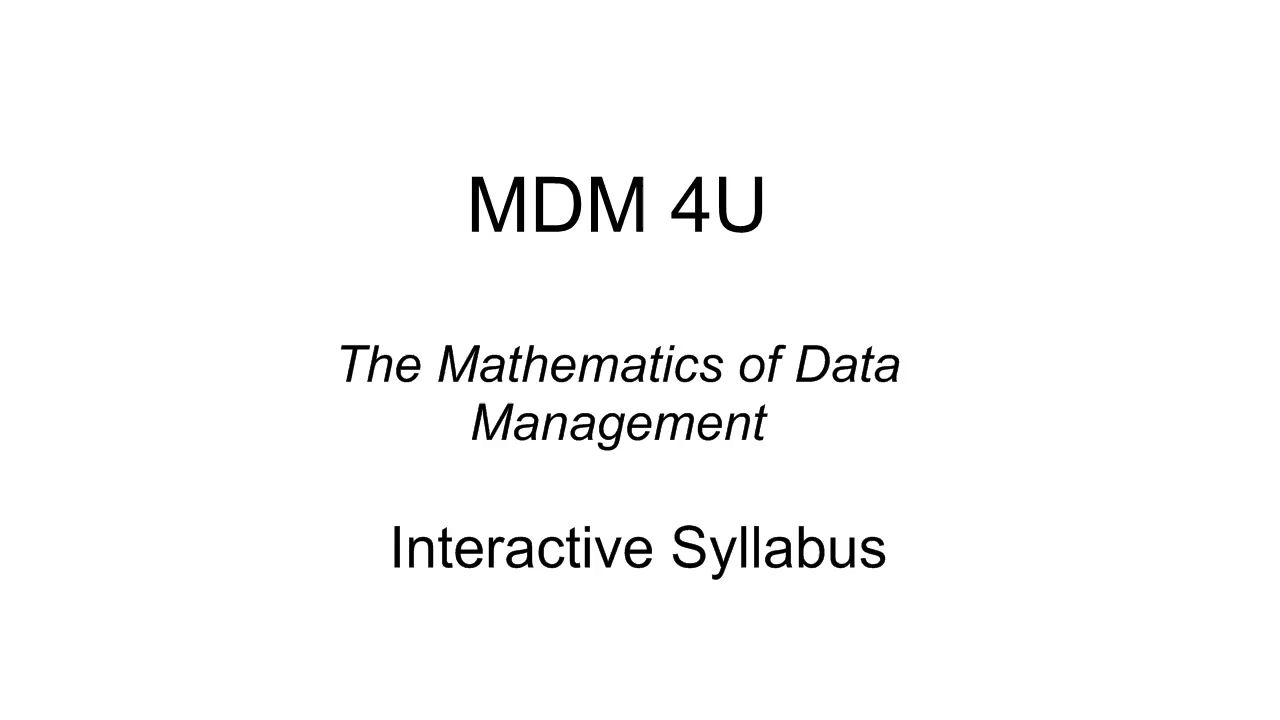 MDM 4U
The Mathematics of Data
Management
Interactive Syllabus